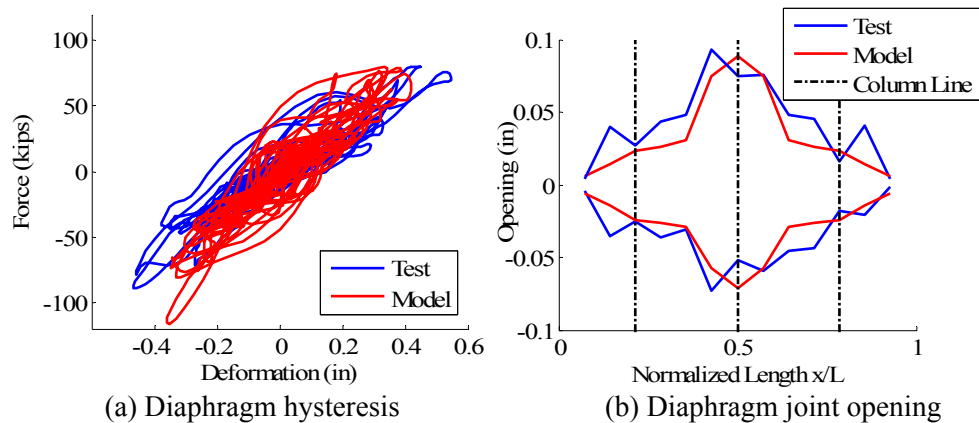 100
50
0
-50
-100
Force (kips)
-0.4 -0.2 0 0.2 0.4 0.6
Deformation (in)
Test
Model
(a) Diaphragm hysteresis
0.1
0.05
0
-0.05
-0.1
Opening (in)
0 0.5 1
Normalized Length x/L
Test
Model
Column Line
(b) Diaphragm joint opening